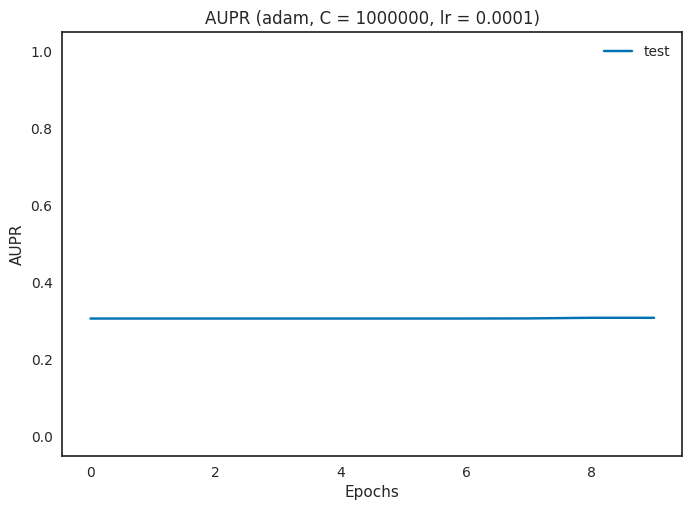 AUPR (adam, C = 1000000, lr = 0.0001)
test
1.0
0.8
0.6
0.4
0.2
0.0
AUPR
0 2 4 6 8
Epochs